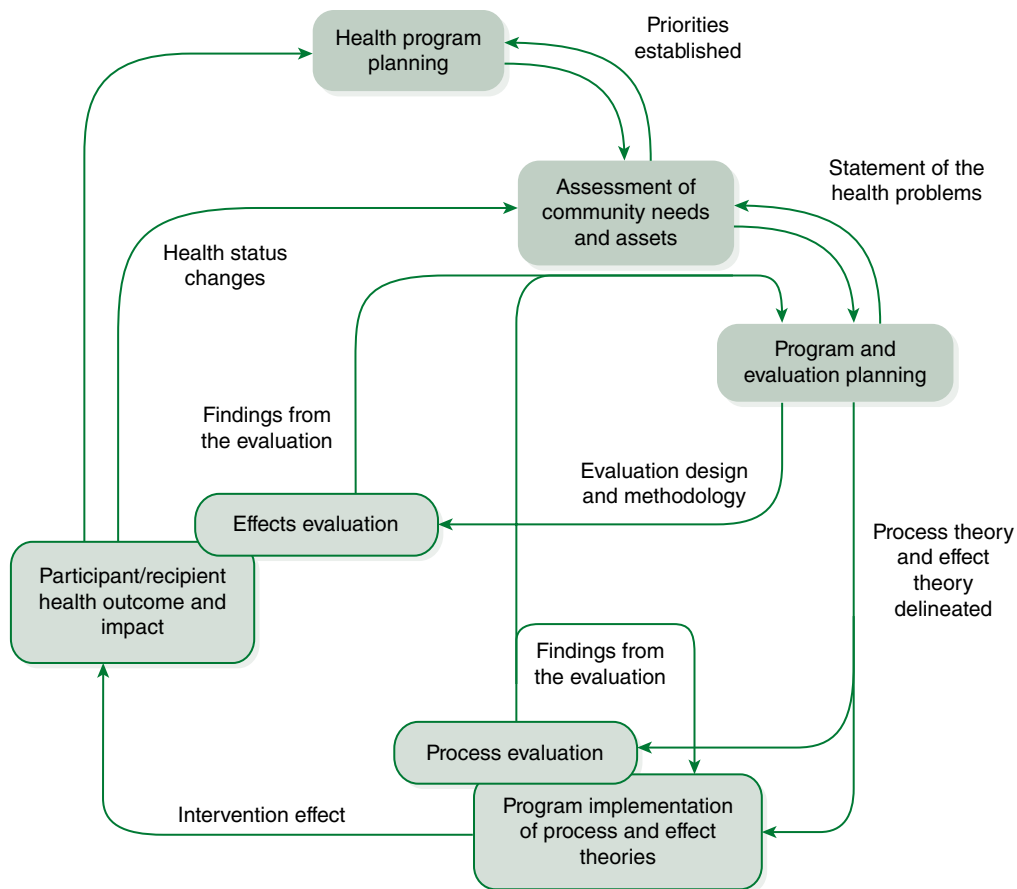 Health program
planning
Priorities
established
Assessment of
community needs
and assets
Statement of the
health problems
Health status
changes
Program and
evaluation planning
Findings from
the evaluation
Evaluation design
and methodology
Effects evaluation
Process theory
and effect
theory
delineated
Participant/recipient
health outcome and
impact
Findings from
the evaluation
Process evaluation
Program implementation
of process and effect
theories
Intervention effect